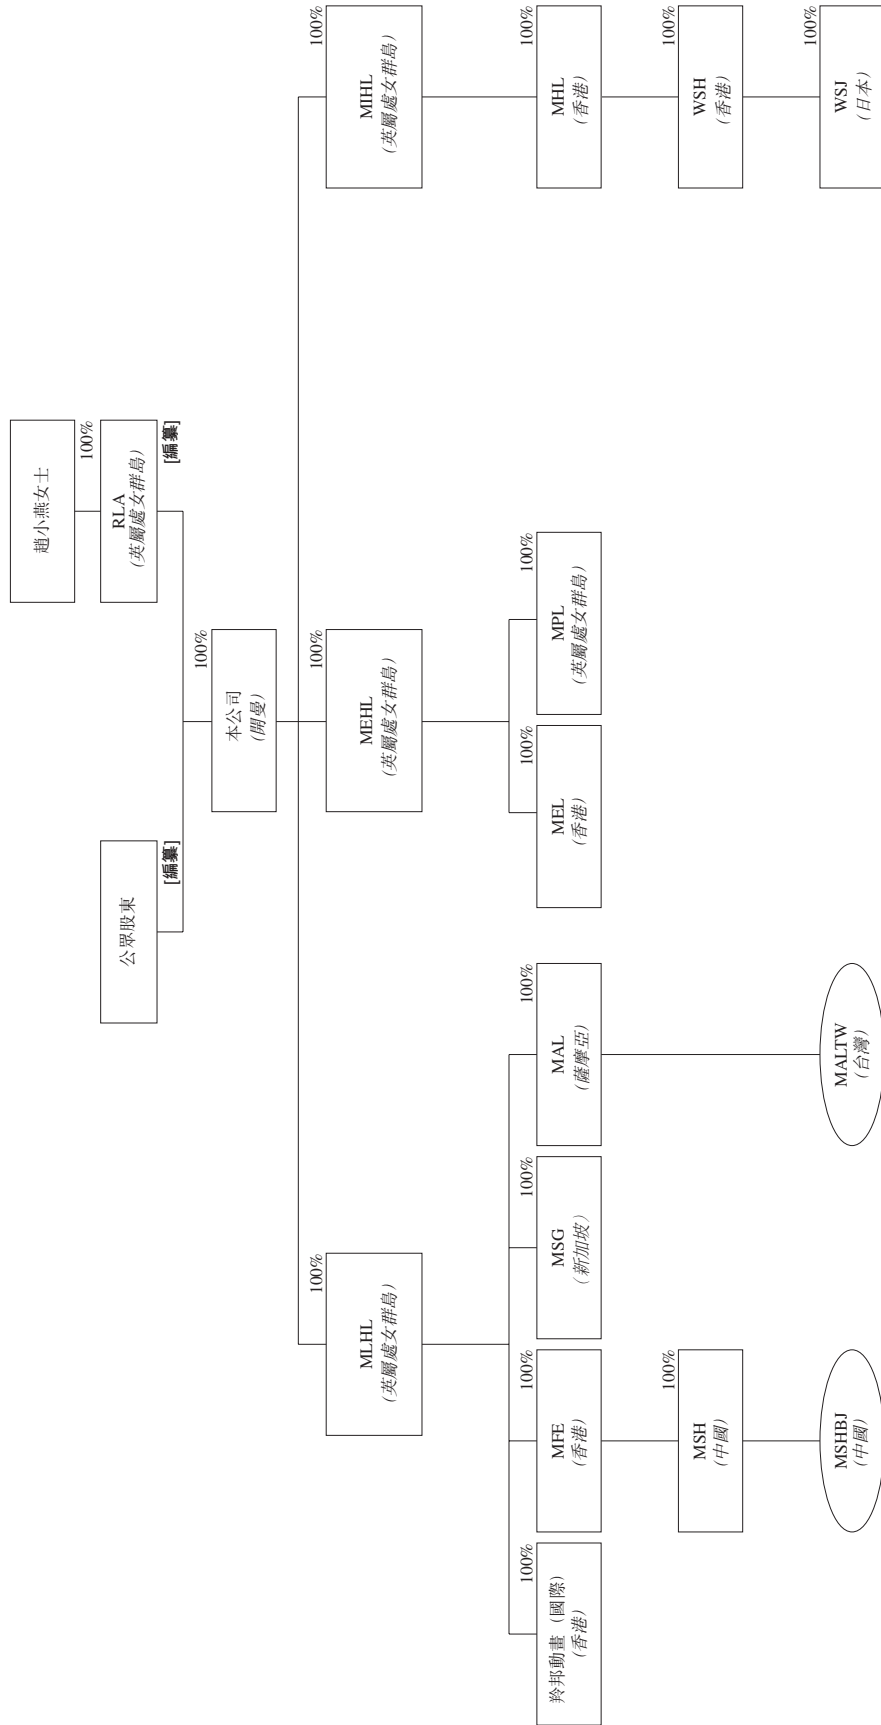 趙小燕女士
100%
公眾股東
RLA
(英屬處女群島)
[編纂]
[編纂]
100%
本公司
(開曼)
100%
MLHL
(英屬處女群島)
100%
MEHL
(英屬處女群島)
100%
MIHL
(英屬處女群島)
100%
羚邦動畫（國際）
(香港)
100%
MFE
(香港)
100%
MSG
(新加坡)
100%
MAL
(薩摩亞)
100%
MEL
(香港)
100%
MPL
(英屬處女群島)
100%
MHL
(香港)
100%
MSH
(中國)
100%
WSH
(香港)
MSHBJ
(中國)
MALTW
(台灣)
100%
WSJ
(日本)